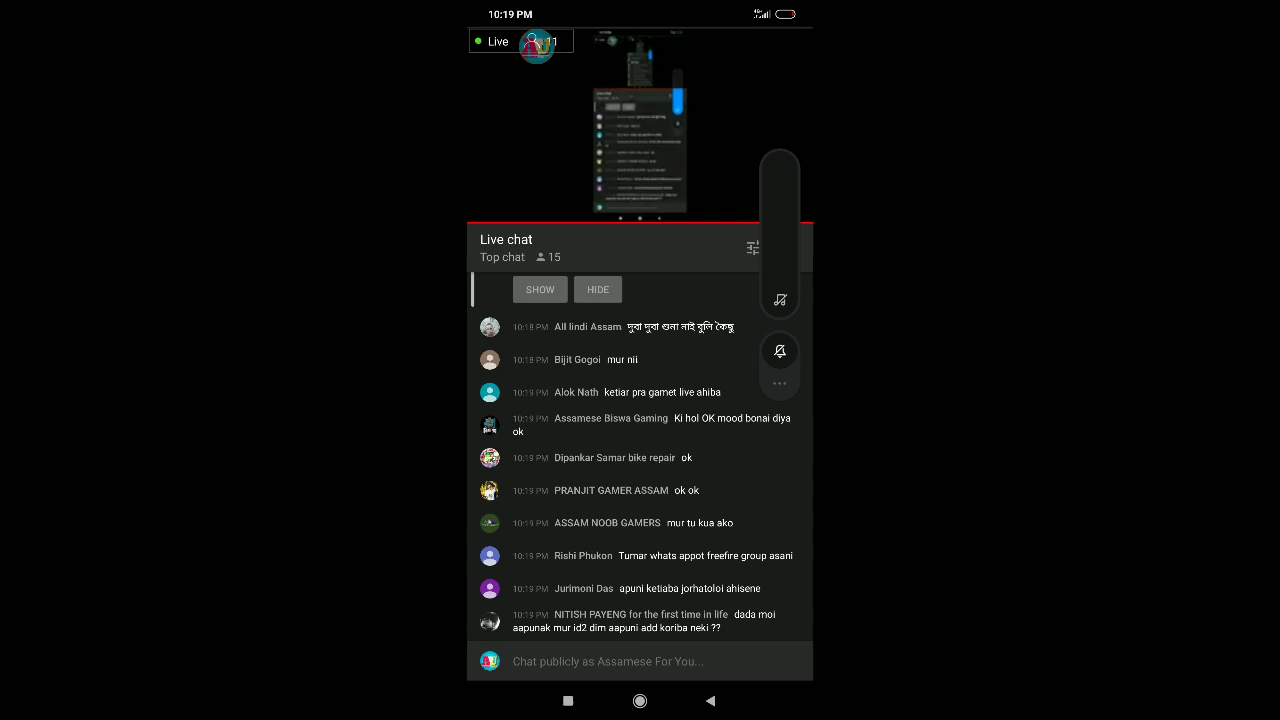 10:19 PM 4G
Live 11
Live chat
Top chat 15
SHOW HIDE
10:18 PM All lindi Assam দুবা দুবা শুনা নাই বুলি কৈছু
10:18 PM Bijit Gogoi mur nii
10:19 PM Alok Nath ketiar pra gamet live ahiba
10:19 PM Assamese Biswa Gaming Ki hol OK mood bonai diya
ok
10:19 PM Dipankar Samar bike repair ok
10:19 PM PRANJIT GAMER ASSAM ok ok
10:19 PM ASSAM NOOB GAMERS mur tu kua ako
10:19 PM Rishi Phukon Tumar whats appot freefire group asani
10:19 PM Jurimoni Das apuni ketiaba jorhatoloi ahisene
10:19 PM NITISH PAYENG for the first time in life dada moi
aapunak mur id2 dim aapuni add koriba neki ??
Chat publicly as Assamese For You...